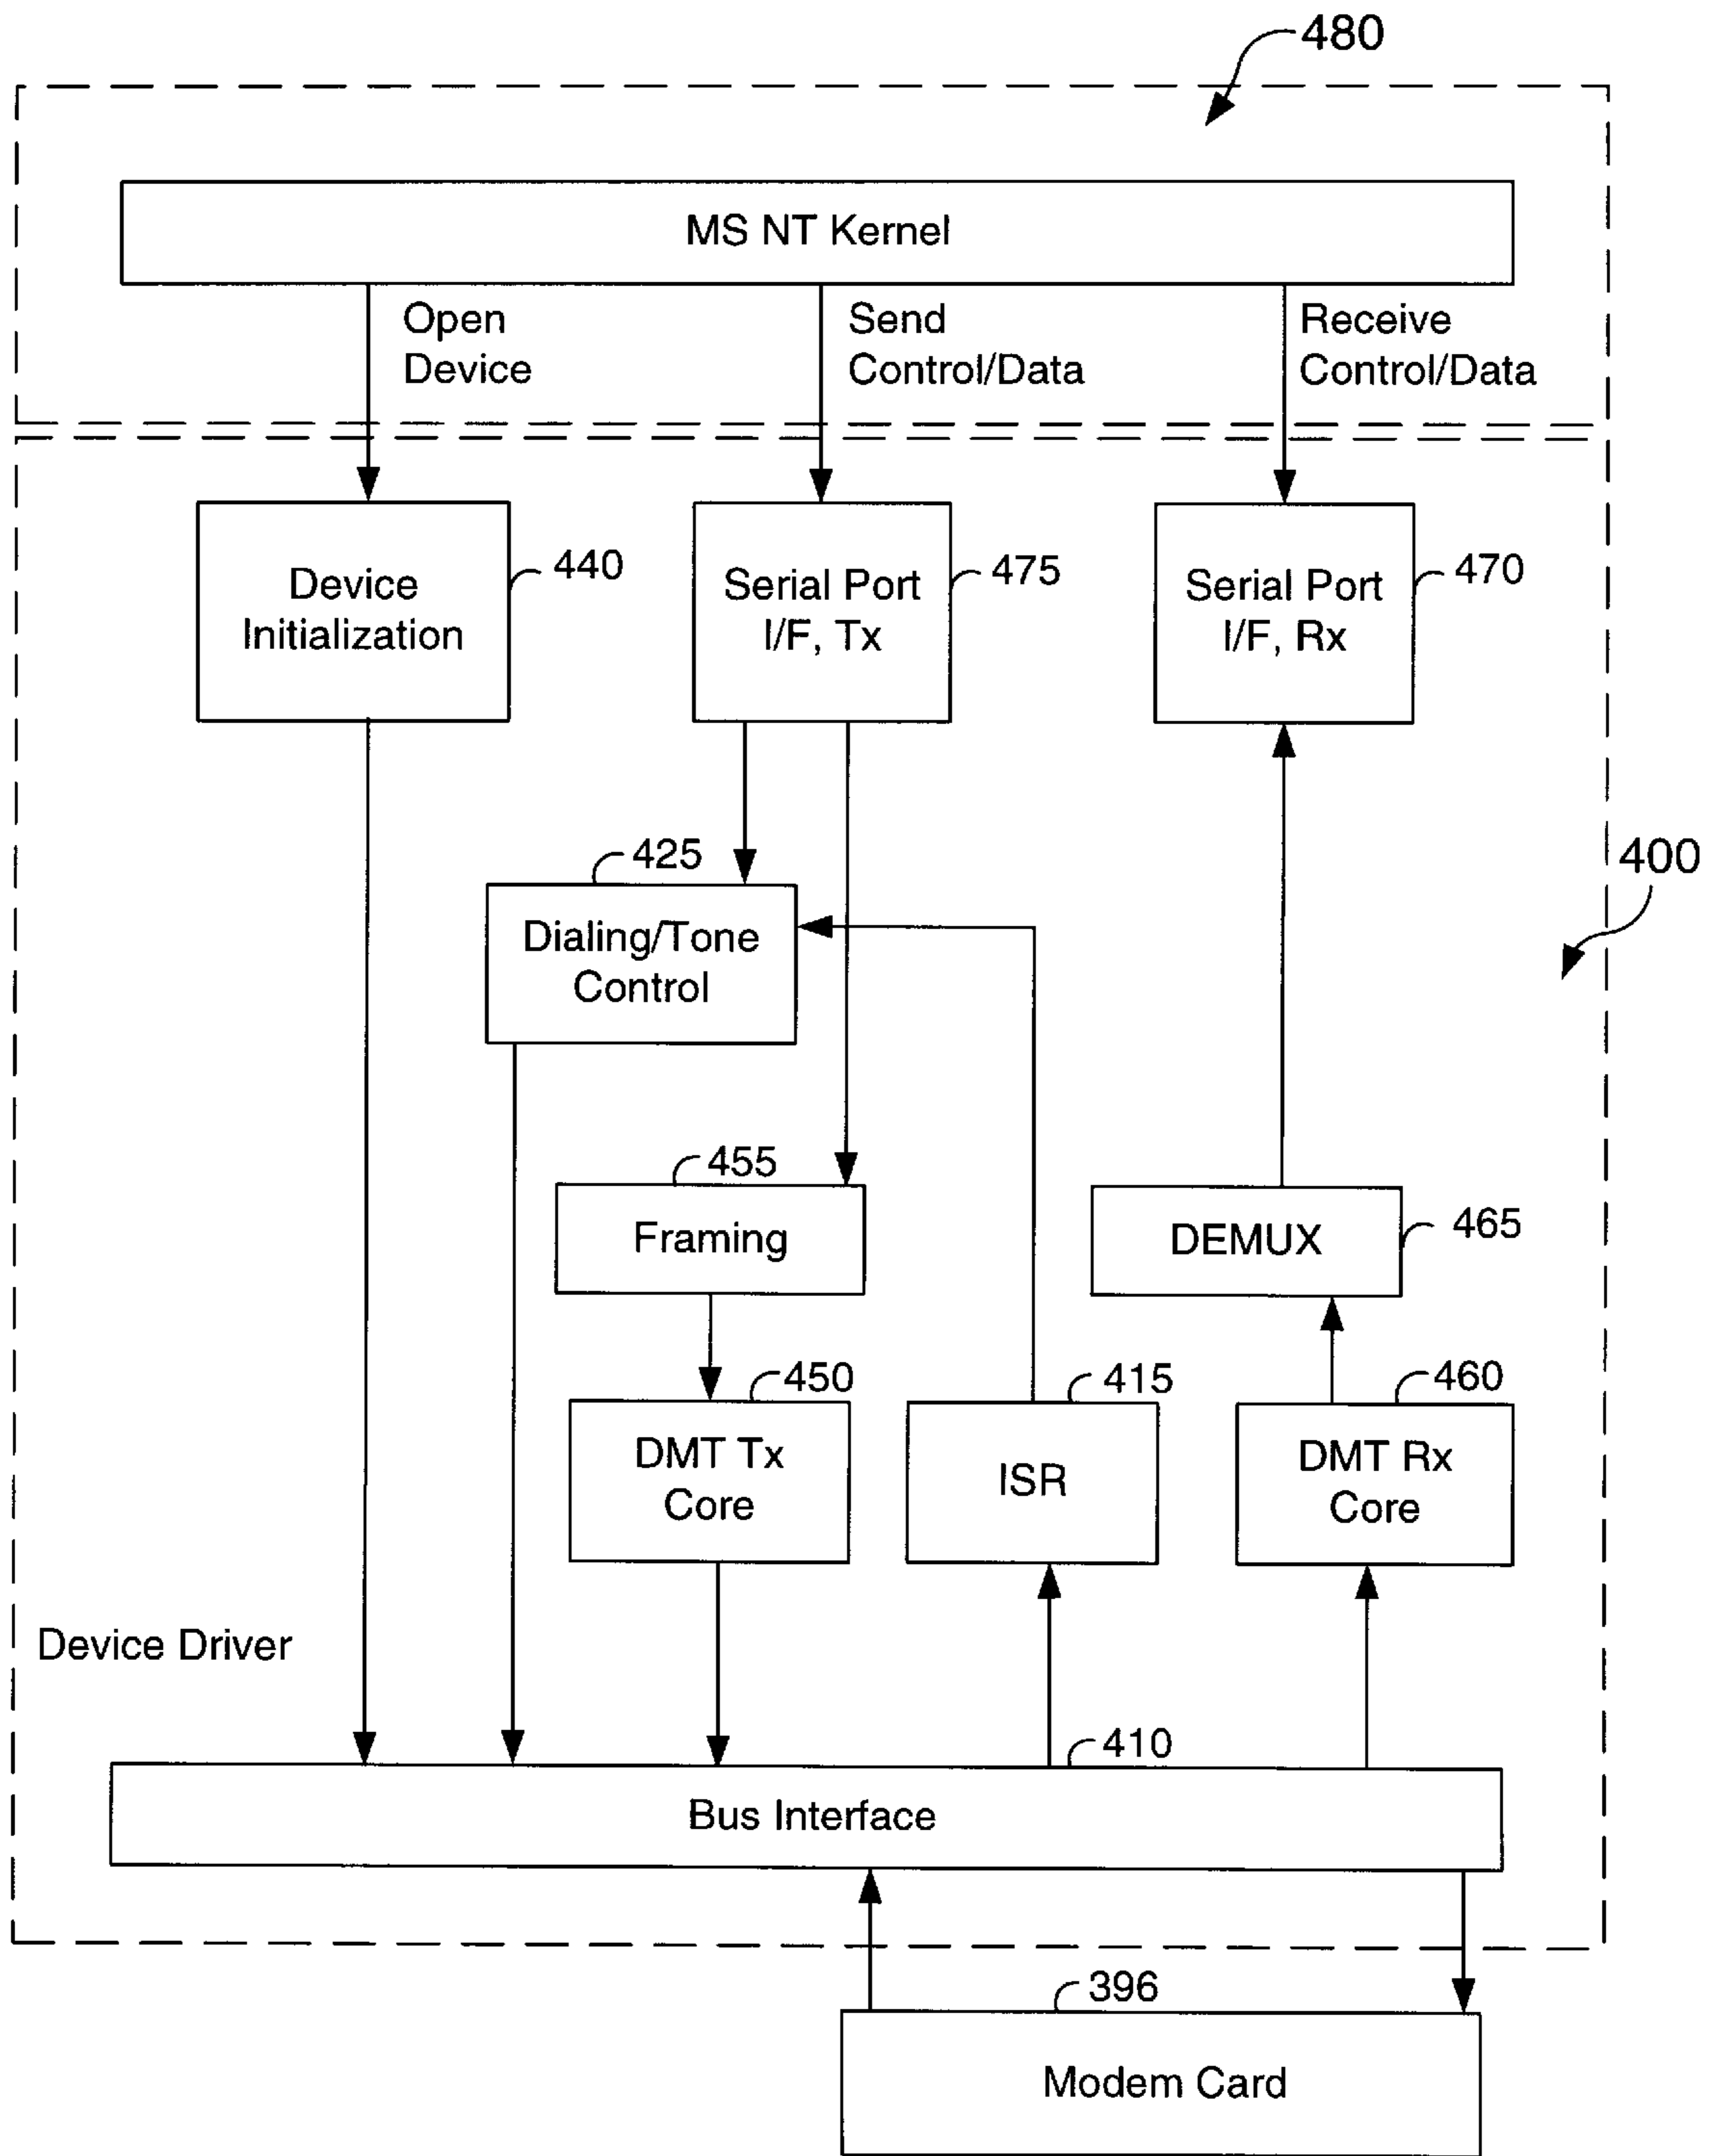 480
MS NT Kernel
Open
Device
Send
Control/Data
Receive
Control/Data
Device
Initialization
440
Serial Port
I/F, Tx
475
Serial Port
I/F, Rx
470
425
Dialing/Tone
Control
400
455
Framing
DEMUX
465
450
DMT Tx
Core
415
ISR
460
DMT Rx
Core
Device Driver
410
Bus Interface
396
Modem Card